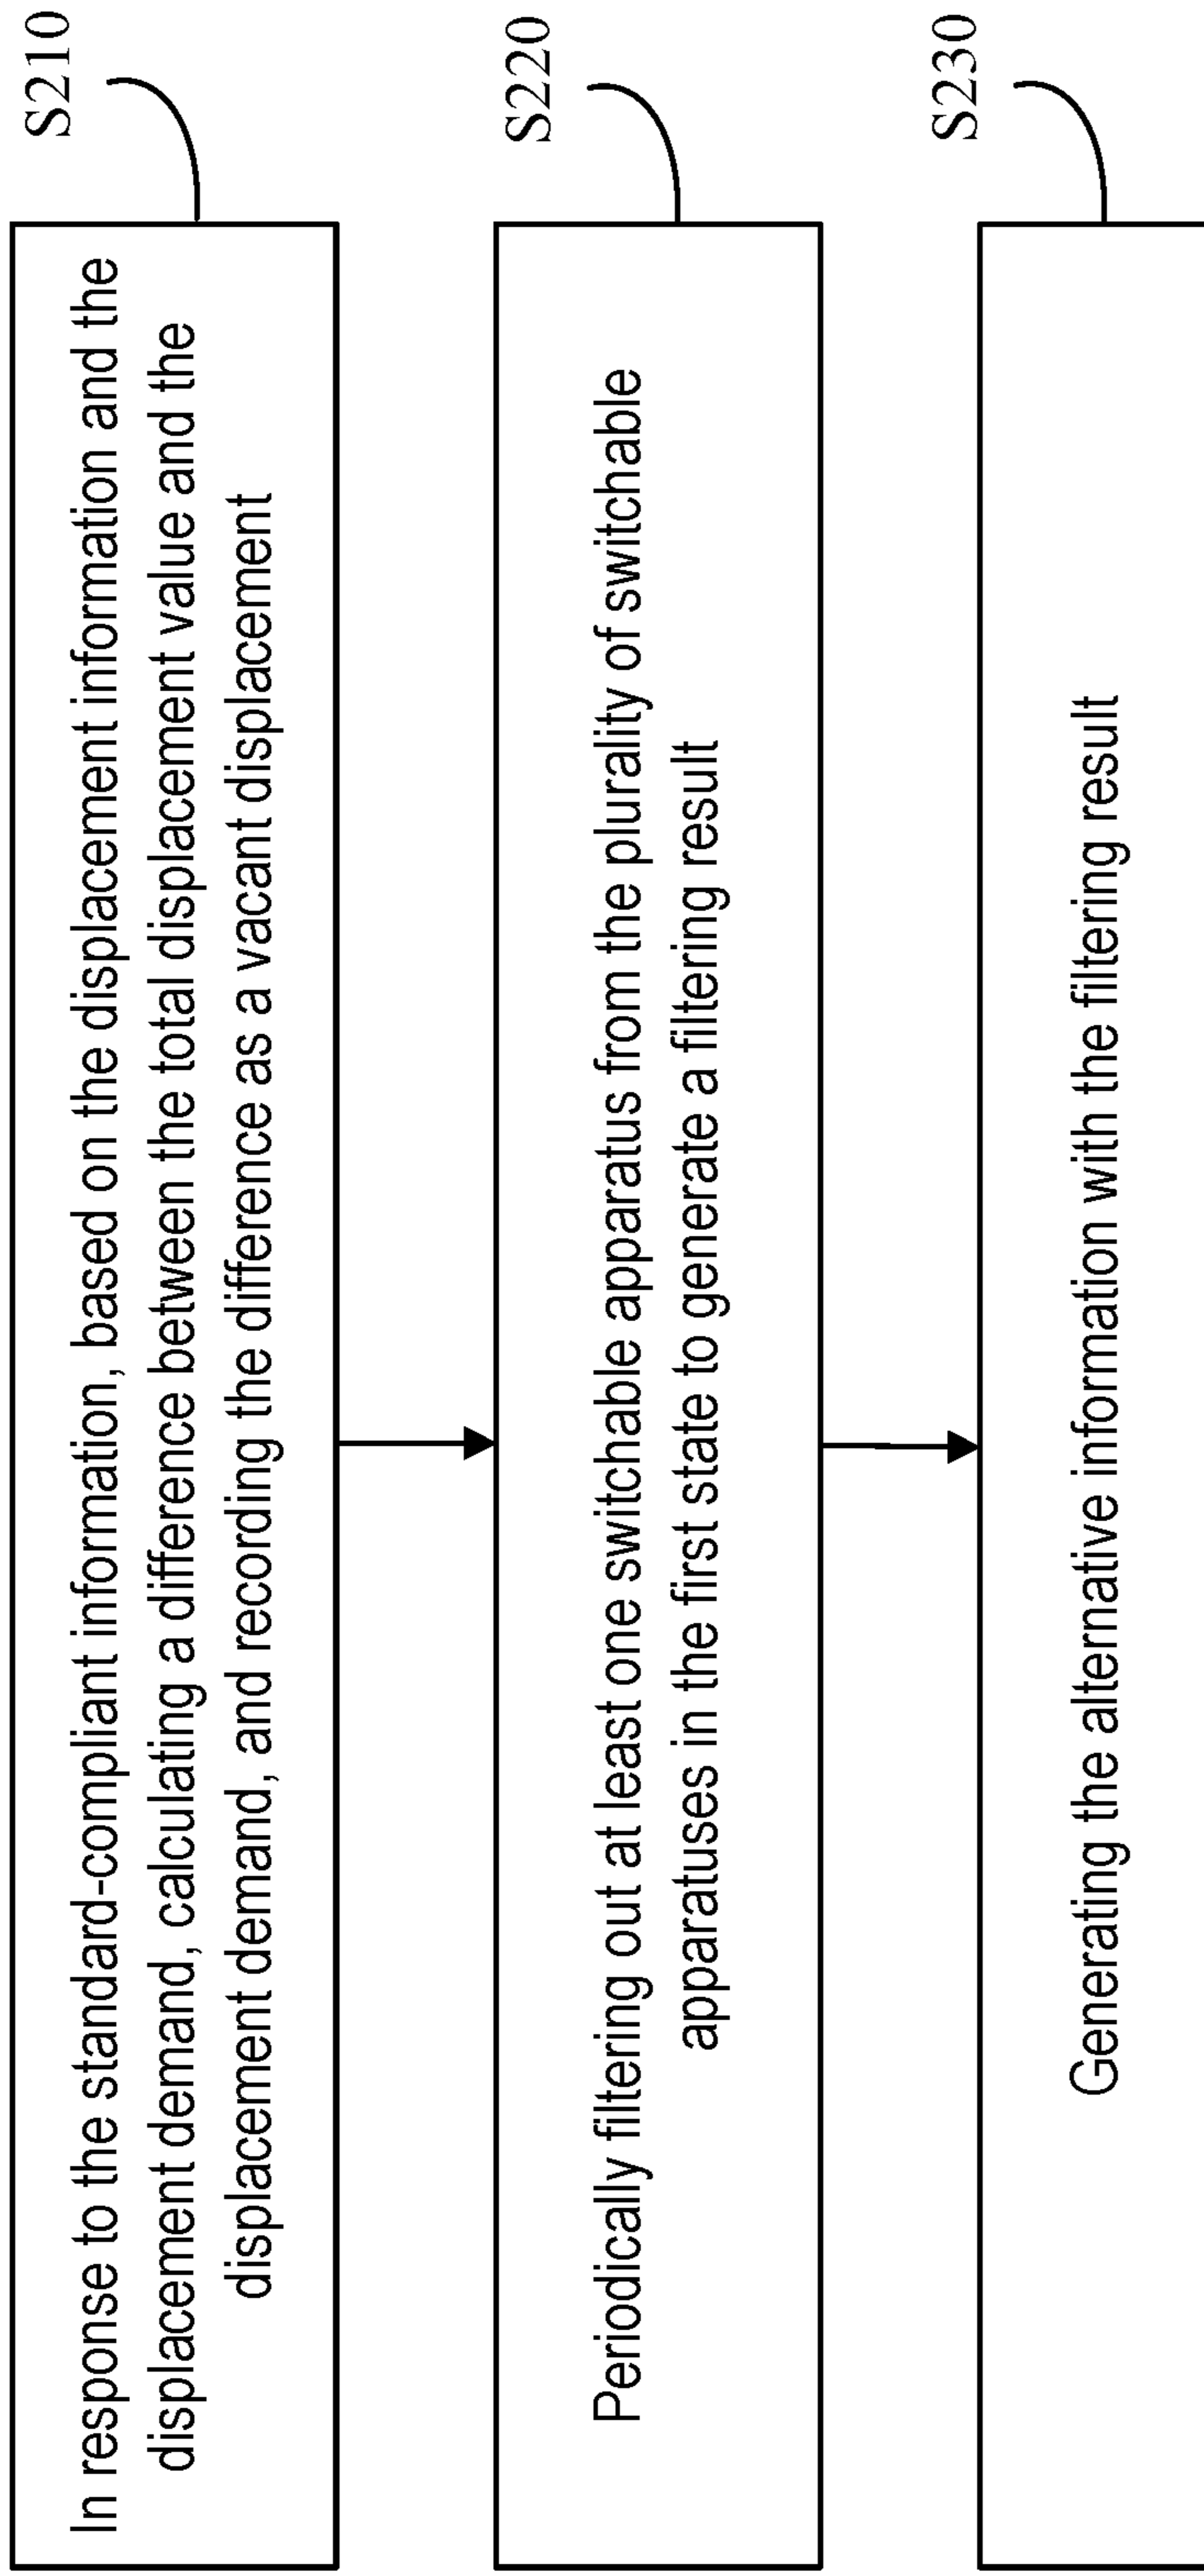 In response to the standard-compliant information, based on the displacement information and the
displacement demand, calculating a difference between the total displacement value and the
displacement demand, and recording the difference as a vacant displacement
S210
Periodically filtering out at least one switchable apparatus from the plurality of switchable
apparatuses in the first state to generate a filtering result
S220
Generating the alternative information with the filtering result
S230